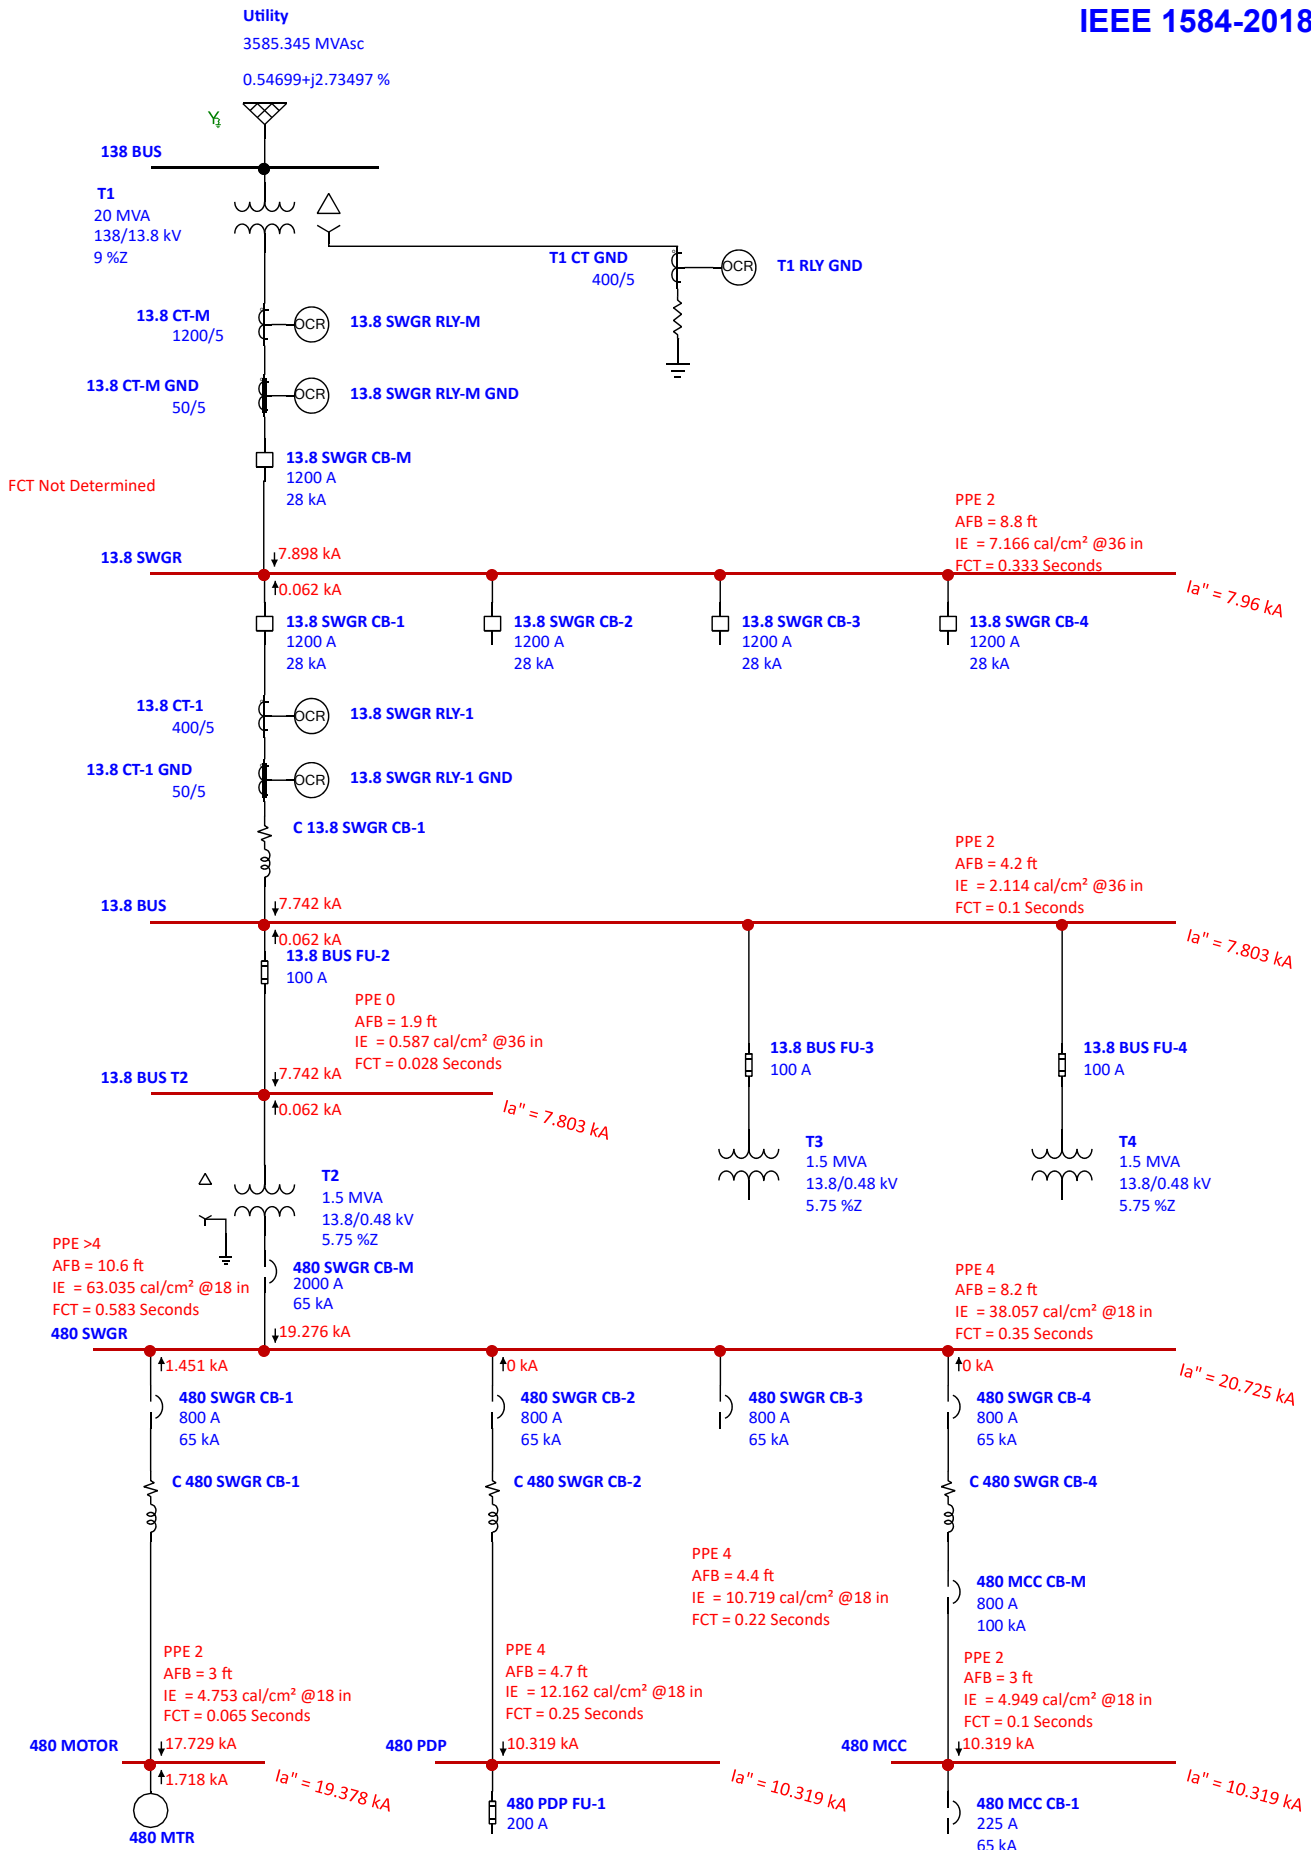 IEEE 1584-2018
Utility
3585.345 MVAsc
0.54699+j2.73497 %
138 BUS
T1
20 MVA
138/13.8 kV
9 %Z
T1 CT GND
400/5
OCR
T1 RLY GND
13.8 CT-M
1200/5
OCR
13.8 SWGR RLY-M
13.8 CT-M GND
50/5
OCR
13.8 SWGR RLY-M GND
13.8 SWGR CB-M
1200 A
28 kA
FCT Not Determined
PPE 2
AFB = 8.8 ft
IE = 7.166 cal/cm² @36 in
FCT = 0.333 Seconds
13.8 SWGR
7.898 kA
0.062 kA
Ia" = 7.96 kA
13.8 SWGR CB-1
1200 A
28 kA
13.8 SWGR CB-2
1200 A
28 kA
13.8 SWGR CB-3
1200 A
28 kA
13.8 SWGR CB-4
1200 A
28 kA
13.8 CT-1
400/5
OCR
13.8 SWGR RLY-1
13.8 CT-1 GND
50/5
OCR
13.8 SWGR RLY-1 GND
C 13.8 SWGR CB-1
PPE 2
AFB = 4.2 ft
IE = 2.114 cal/cm² @36 in
FCT = 0.1 Seconds
13.8 BUS
7.742 kA
0.062 kA
Ia" = 7.803 kA
13.8 BUS FU-2
100 A
PPE 0
AFB = 1.9 ft
IE = 0.587 cal/cm² @36 in
FCT = 0.028 Seconds
13.8 BUS FU-3
100 A
13.8 BUS FU-4
100 A
13.8 BUS T2
7.742 kA
0.062 kA
Ia" = 7.803 kA
T2
1.5 MVA
13.8/0.48 kV
5.75 %Z
T3
1.5 MVA
13.8/0.48 kV
5.75 %Z
T4
1.5 MVA
13.8/0.48 kV
5.75 %Z
PPE >4
AFB = 10.6 ft
IE = 63.035 cal/cm² @18 in
FCT = 0.583 Seconds
480 SWGR CB-M
2000 A
65 kA
PPE 4
AFB = 8.2 ft
IE = 38.057 cal/cm² @18 in
FCT = 0.35 Seconds
480 SWGR
19.276 kA
1.451 kA
0 kA
0 kA
Ia" = 20.725 kA
480 SWGR CB-1
800 A
65 kA
480 SWGR CB-2
800 A
65 kA
480 SWGR CB-3
800 A
65 kA
480 SWGR CB-4
800 A
65 kA
C 480 SWGR CB-1
C 480 SWGR CB-2
C 480 SWGR CB-4
PPE 4
AFB = 4.4 ft
IE = 10.719 cal/cm² @18 in
FCT = 0.22 Seconds
480 MCC CB-M
800 A
100 kA
PPE 2
AFB = 3 ft
IE = 4.753 cal/cm² @18 in
FCT = 0.065 Seconds
PPE 4
AFB = 4.7 ft
IE = 12.162 cal/cm² @18 in
FCT = 0.25 Seconds
PPE 2
AFB = 3 ft
IE = 4.949 cal/cm² @18 in
FCT = 0.1 Seconds
480 MOTOR
17.729 kA
1.718 kA
Ia" = 19.378 kA
480 PDP
10.319 kA
Ia" = 10.319 kA
480 MCC
10.319 kA
Ia" = 10.319 kA
480 MTR
480 PDP FU-1
200 A
480 MCC CB-1
225 A
65 kA